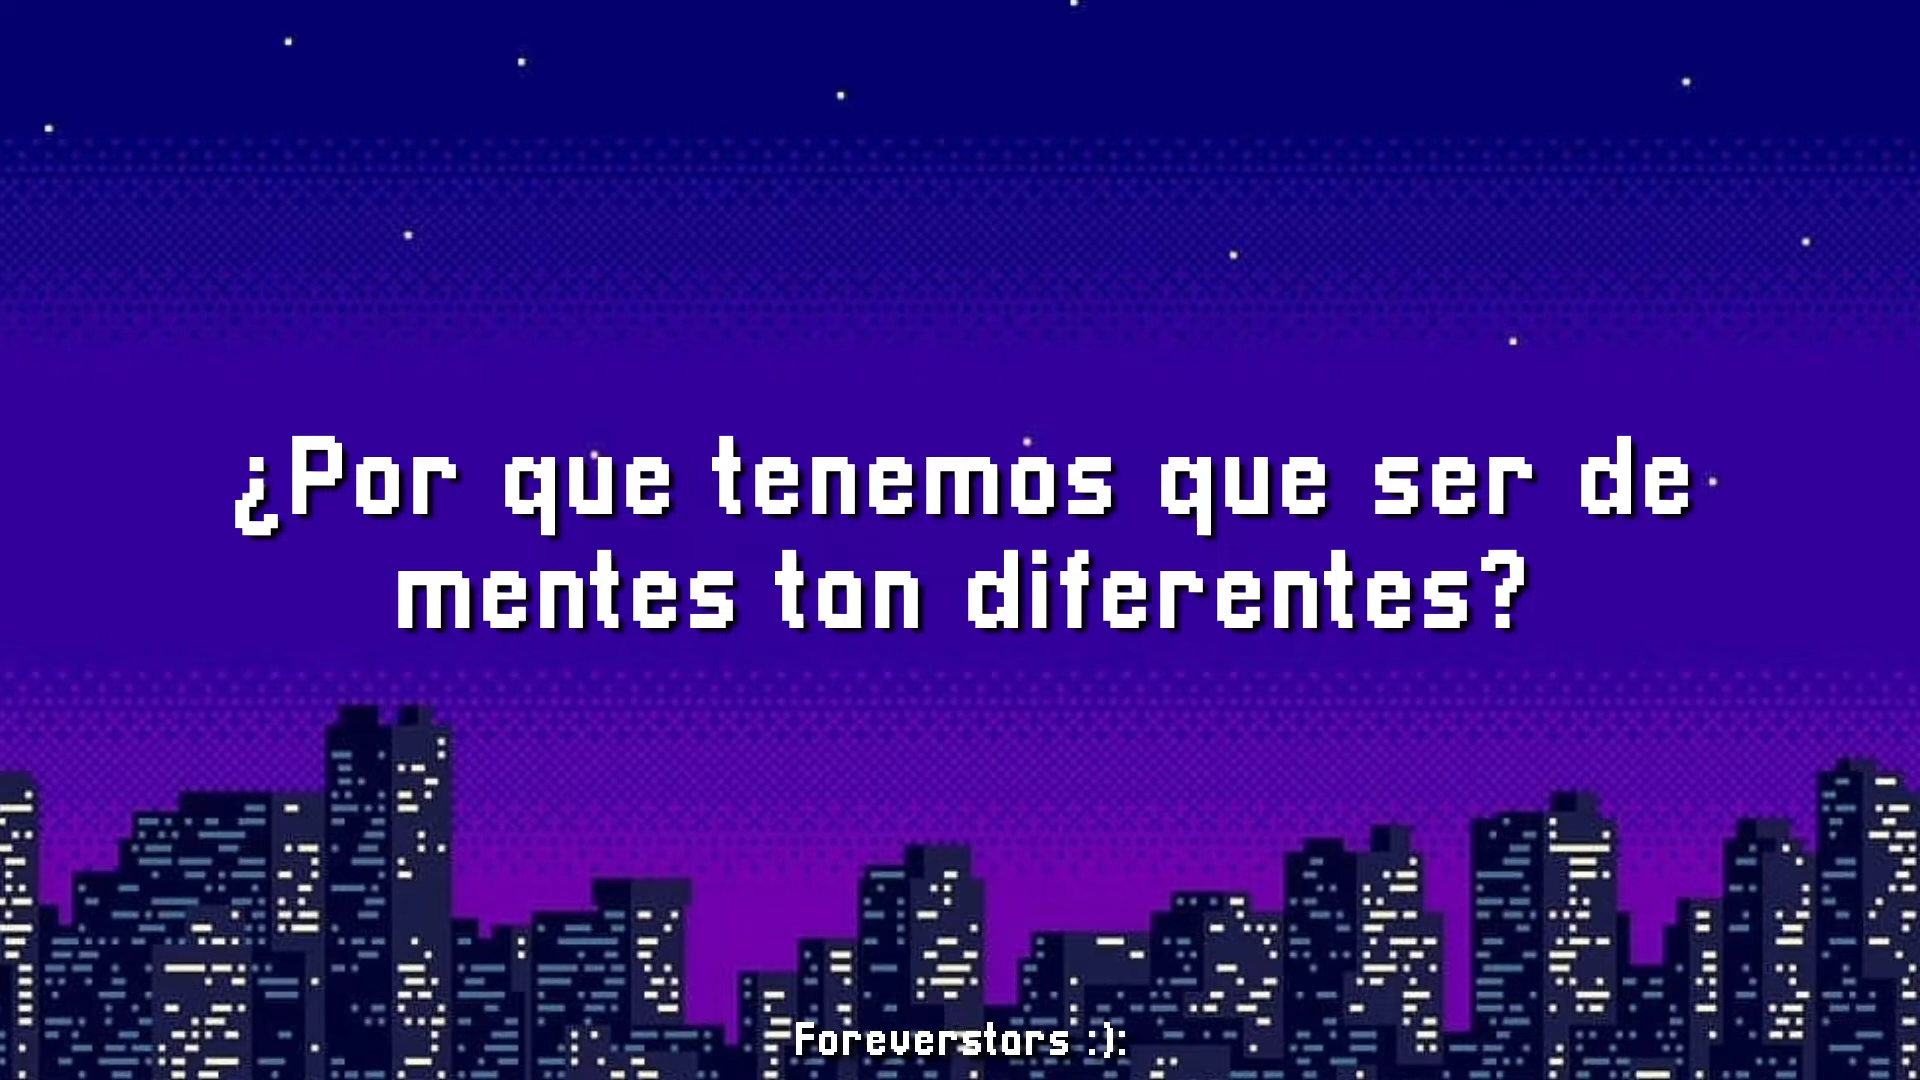 ¿Por que tenemos que ser de
mentes tan diferentes?
Foreverstars :):